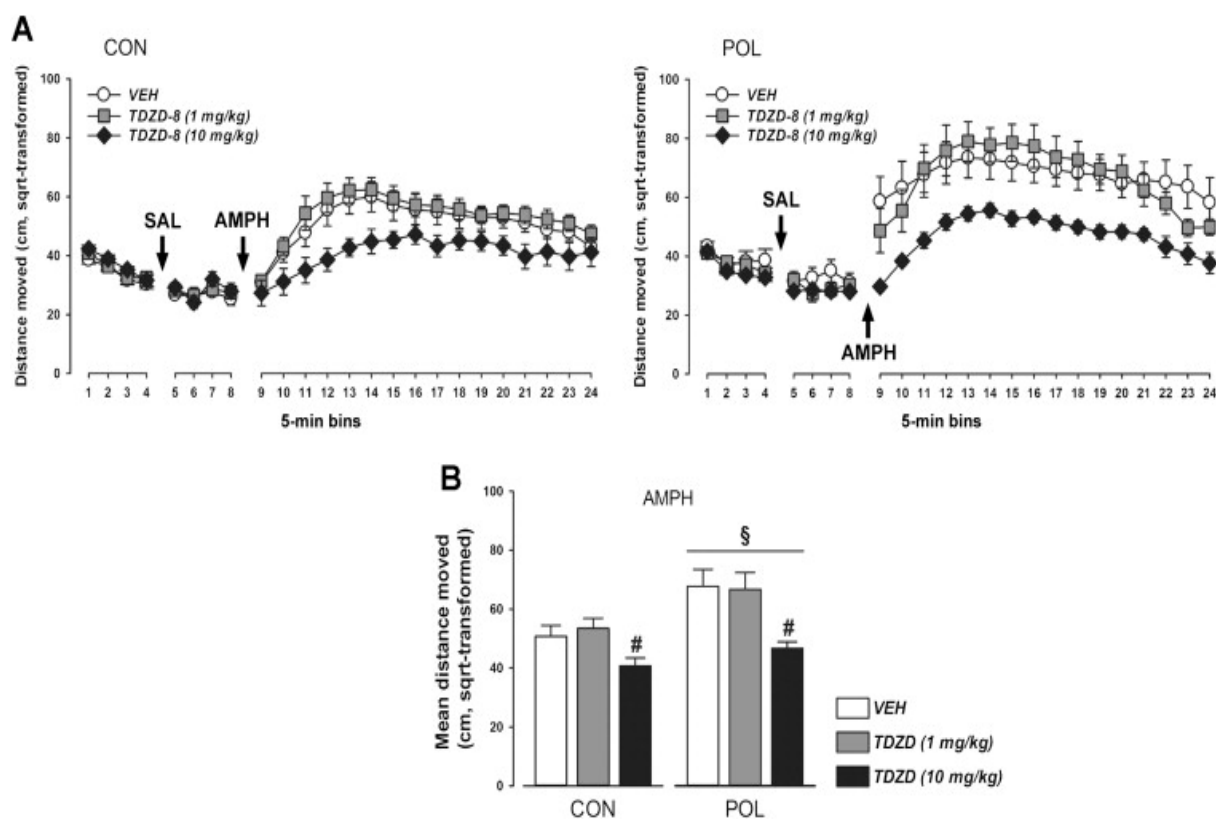 A
CON
VEH
TDZD-8 (1 mg/kg)
TDZD-8 (10 mg/kg)
Distance moved (cm, sqrt-transformed)
100
80
60
40
20
0
SAL
AMPH
1 2 3 4 5 6 7 8 9 10 11 12 13 14 15 16 17 18 19 20 21 22 23 24
5-min bins
POL
VEH
TDZD-8 (1 mg/kg)
TDZD-8 (10 mg/kg)
Distance moved (cm, sqrt-transformed)
100
80
60
40
20
0
SAL
AMPH
1 2 3 4 5 6 7 8 9 10 11 12 13 14 15 16 17 18 19 20 21 22 23 24
5-min bins
B
AMPH
Mean distance moved
(cm, sqrt-transformed)
100
80
60
40
20
0
#
§
#
CON
POL
VEH
TDZD (1 mg/kg)
TDZD (10 mg/kg)